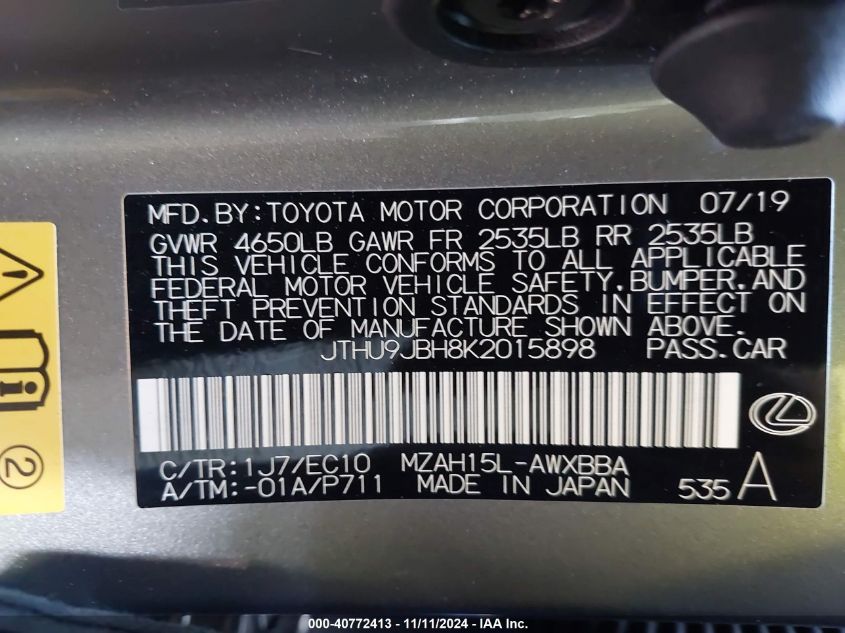 MFD.BY:TOYOTA MOTOR CORPORATION 07/19
GVWR 4650LB GAWR FR 2535LB RR 2535LB
THIS VEHICLE CONFORMS TO ALL APPLICABLE
FEDERAL MOTOR VEHICLE SAFETY,BUMPER,AND
THEFT PREVENTION STANDARDS IN EFFECT ON
THE DATE OF MANUFACTURE SHOWN ABOVE.
JTHU9JBH8K2015898 PASS.CAR
C/TR:1J7/EC10 MZAH15L-AWXBBA
A/TM:-01A/P711 MADE IN JAPAN 535 A
2
000-40772413 - 11/11/2024 - IAA Inc.